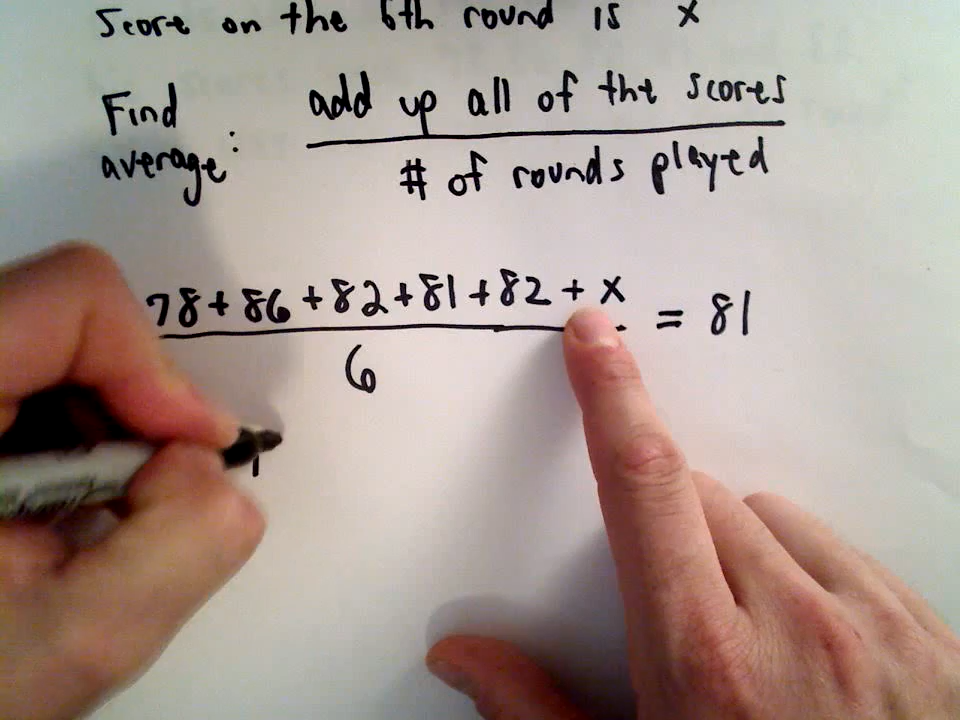 Score on the 6th round is x
Find average: add up all of the scores
# of rounds played
78 + 86 + 82 + 81 + 82 + x = 81
6